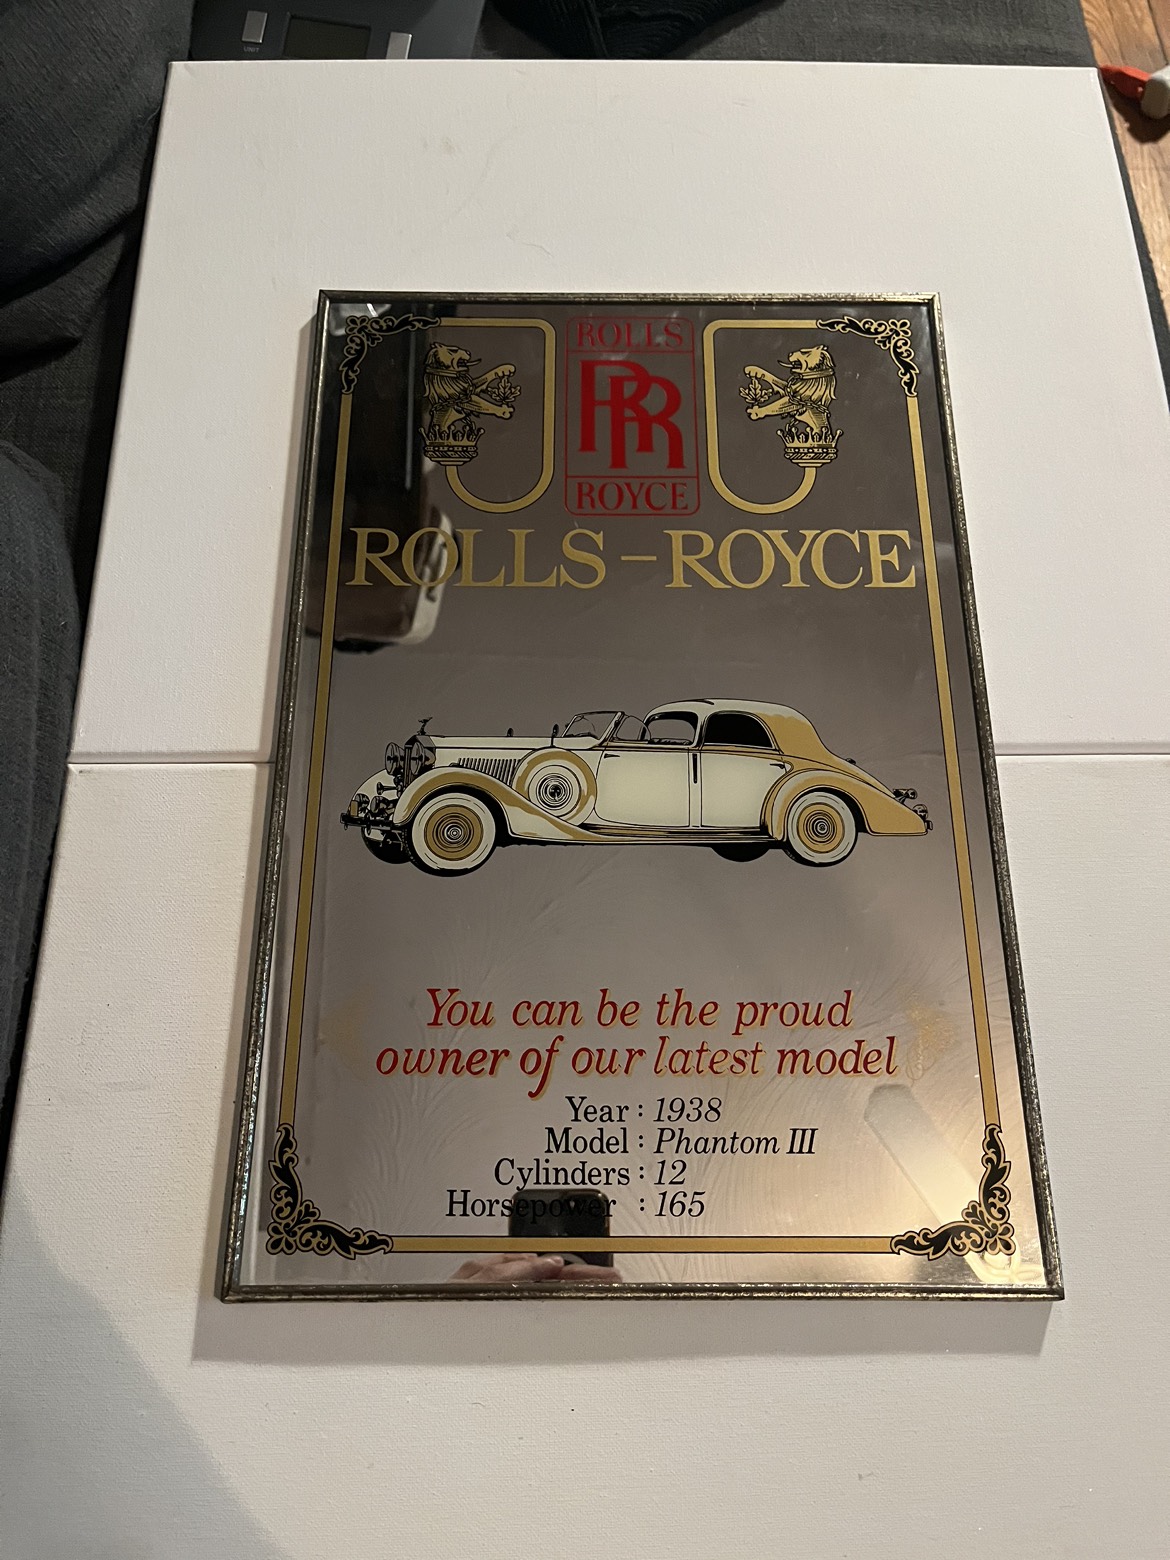 UNIT
ROLLS
RR
ROYCE
ROLLS-ROYCE
You can be the proud
owner of our latest model
Year : 1938
Model : Phantom III
Cylinders : 12
Horsepower : 165